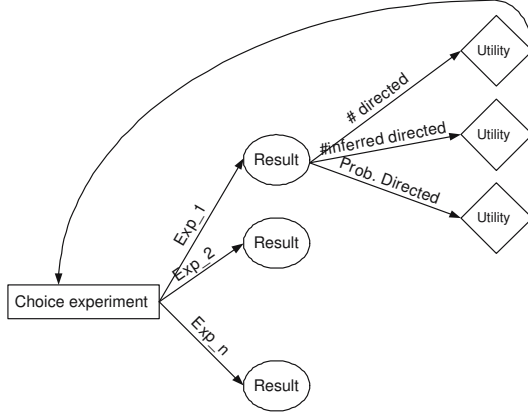 Utility
# directed
#inferred directed
Utility
Result
Prob. Directed
Utility
Exp_1
Result
Exp_2
Choice experiment
Exp_n
Result